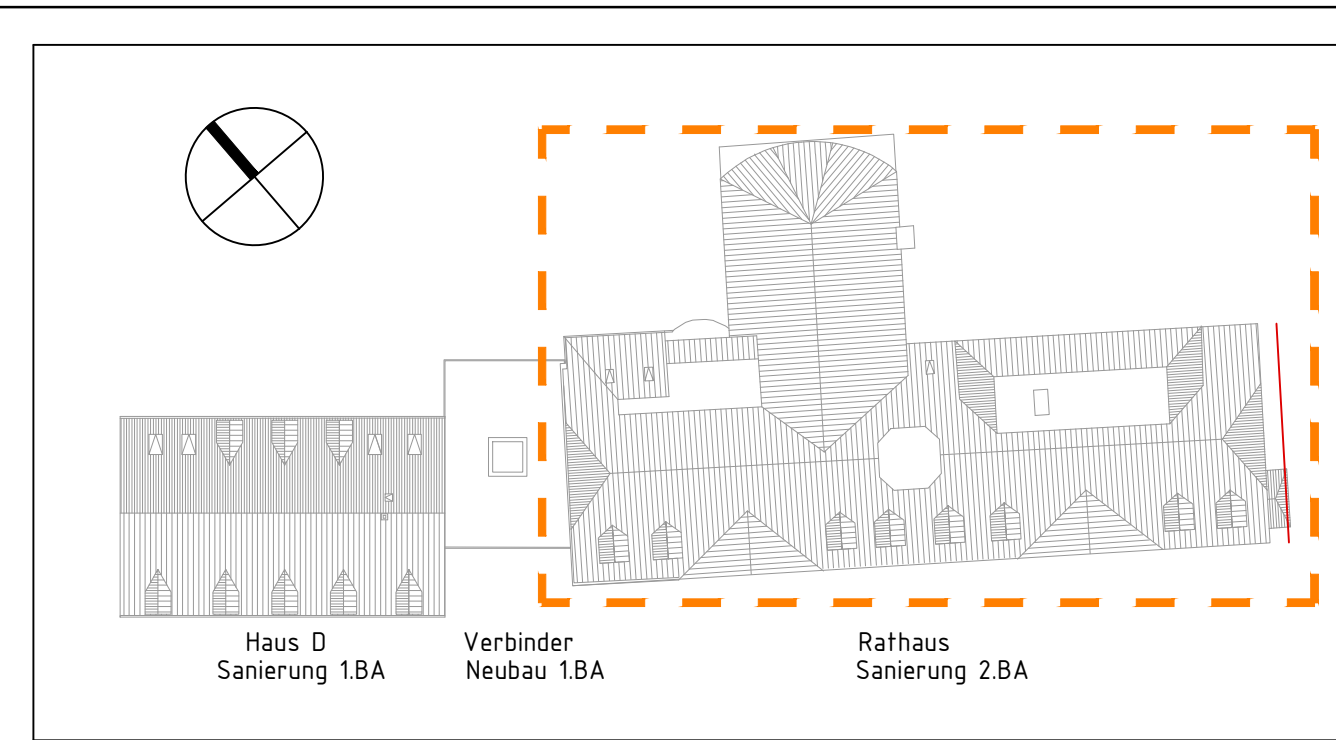 Haus D
Sanierung 1.BA
Verbinder
Neubau 1.BA
Rathaus
Sanierung 2.BA